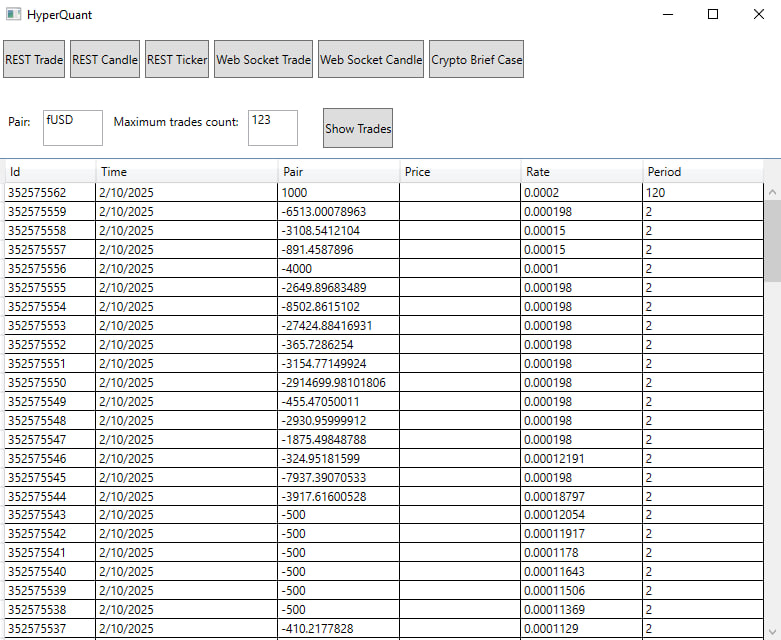 HyperQuant
REST Trade REST Candle REST Ticker Web Socket Trade Web Socket Candle Crypto Brief Case
Pair: fUSD Maximum trades count: 123 Show Trades
Id Time Pair Price Rate Period
352575562 2/10/2025 1000 0.0002 120
352575559 2/10/2025 -6513.00078963 0.000198 2
352575558 2/10/2025 -3108.5412104 0.00015 2
352575557 2/10/2025 -891.4587896 0.00015 2
352575556 2/10/2025 -4000 0.0001 2
352575555 2/10/2025 -2649.89683489 0.000198 2
352575554 2/10/2025 -8502.8615102 0.000198 2
352575553 2/10/2025 -27424.88416931 0.000198 2
352575552 2/10/2025 -365.7286254 0.000198 2
352575551 2/10/2025 -3154.77149924 0.000198 2
352575550 2/10/2025 -2914699.98101806 0.000198 2
352575549 2/10/2025 -455.47050011 0.000198 2
352575548 2/10/2025 -2930.95999912 0.000198 2
352575547 2/10/2025 -1875.49848788 0.000198 2
352575546 2/10/2025 -324.95181599 0.00012191 2
352575545 2/10/2025 -7937.39070533 0.000198 2
352575544 2/10/2025 -3917.61600528 0.00018797 2
352575543 2/10/2025 -500 0.00012054 2
352575542 2/10/2025 -500 0.00011917 2
352575541 2/10/2025 -500 0.0001178 2
352575540 2/10/2025 -500 0.00011643 2
352575539 2/10/2025 -500 0.00011506 2
352575538 2/10/2025 -500 0.00011369 2
352575537 2/10/2025 -410.2177828 0.0001129 2